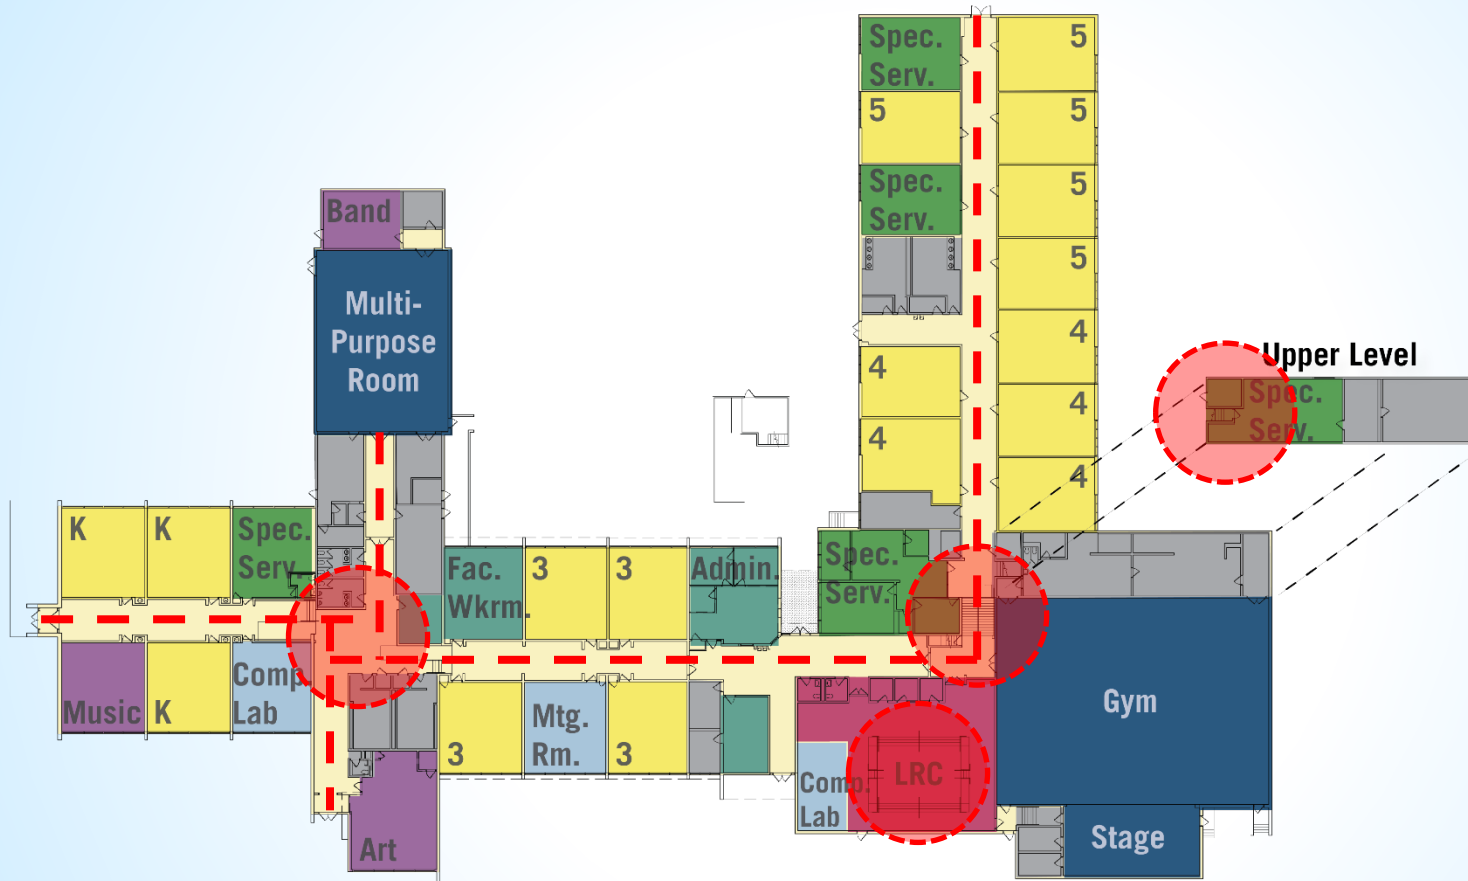 Spec.
Serv.
5
5
5
Spec.
Serv.
5
Band
5
Multi-
Purpose
Room
4
4
Upper Level
4
Spec.
Serv.
4
4
K
K
Spec.
Serv.
Fac.
Wkrm.
3
3
Admin.
Spec.
Serv.
Music
K
Comp.
Lab
3
Mtg.
Rm.
3
Gym
LRC
Comp.
Lab
Art
Stage